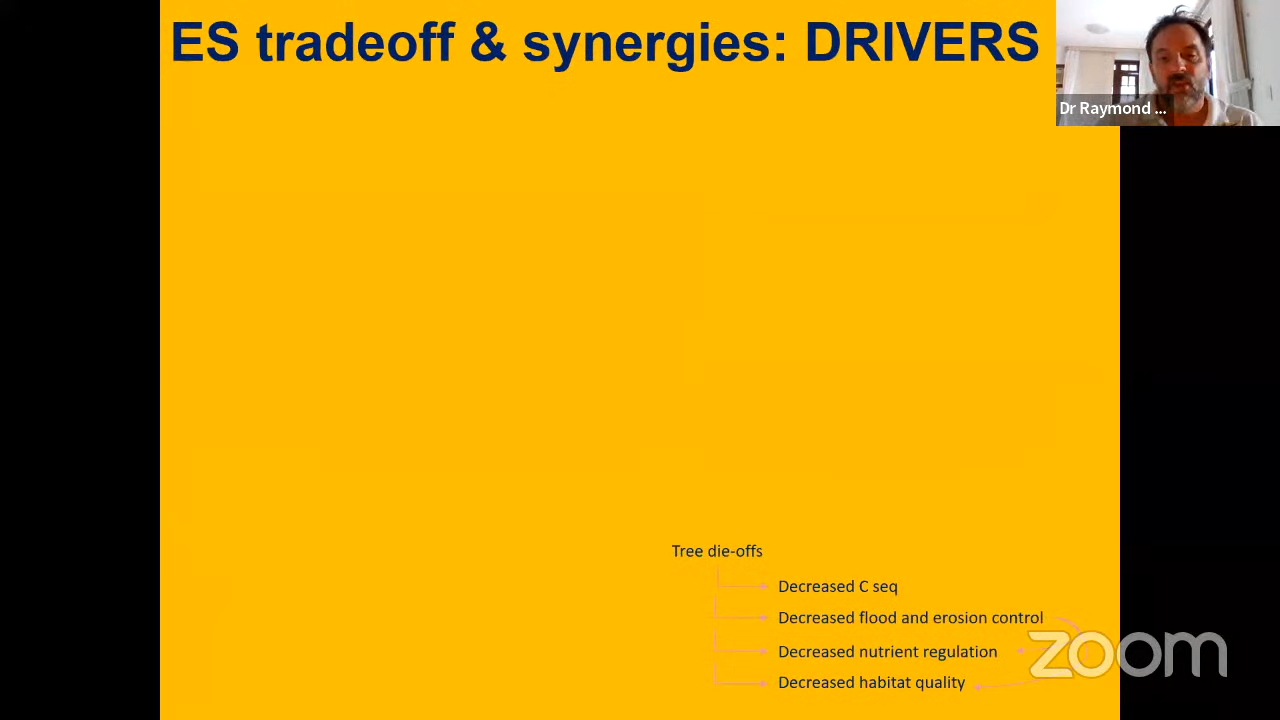 ES tradeoff & synergies: DRIVERS
Dr Raymond ...
Tree die-offs
Decreased C seq
Decreased flood and erosion control
Decreased nutrient regulation
Decreased habitat quality
zoom